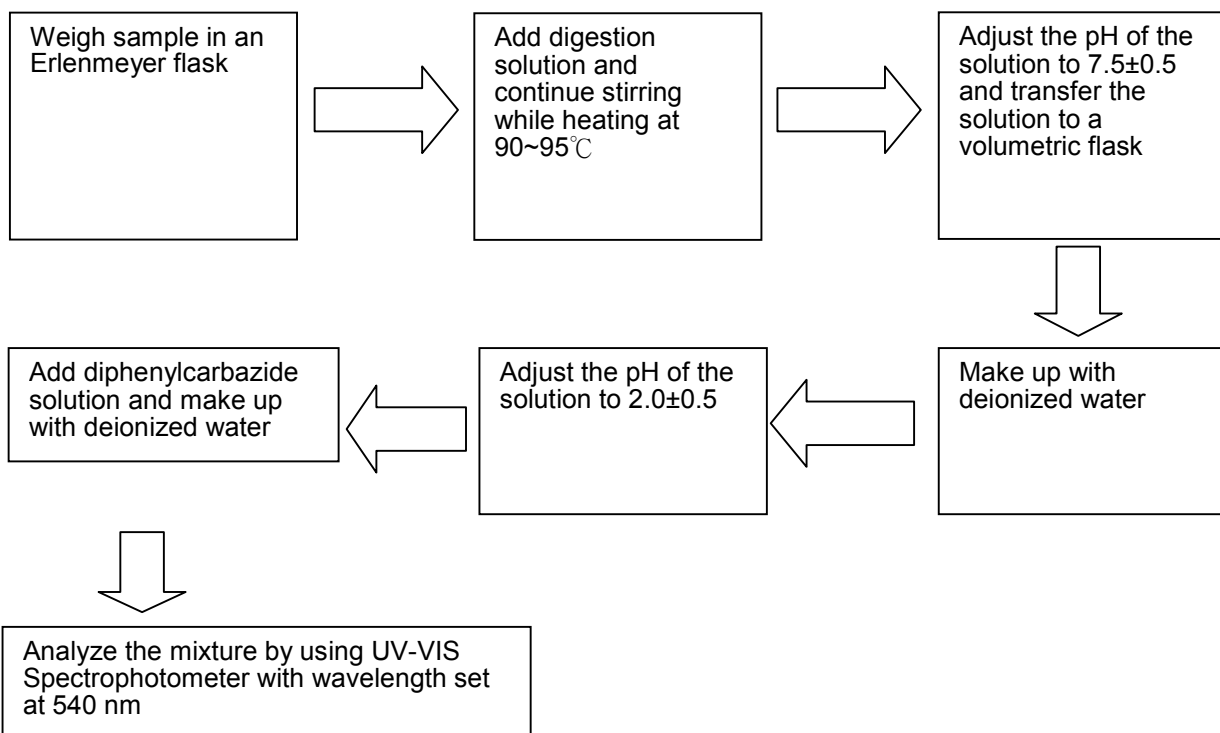 Weigh sample in an
Erlenmeyer flask
Add digestion
solution and
continue stirring
while heating at
90~95℃
Adjust the pH of the
solution to 7.5±0.5
and transfer the
solution to a
volumetric flask
Make up with
deionized water
Adjust the pH of the
solution to 2.0±0.5
Add diphenylcarbazide
solution and make up
with deionized water
Analyze the mixture by using UV-VIS
Spectrophotometer with wavelength set
at 540 nm